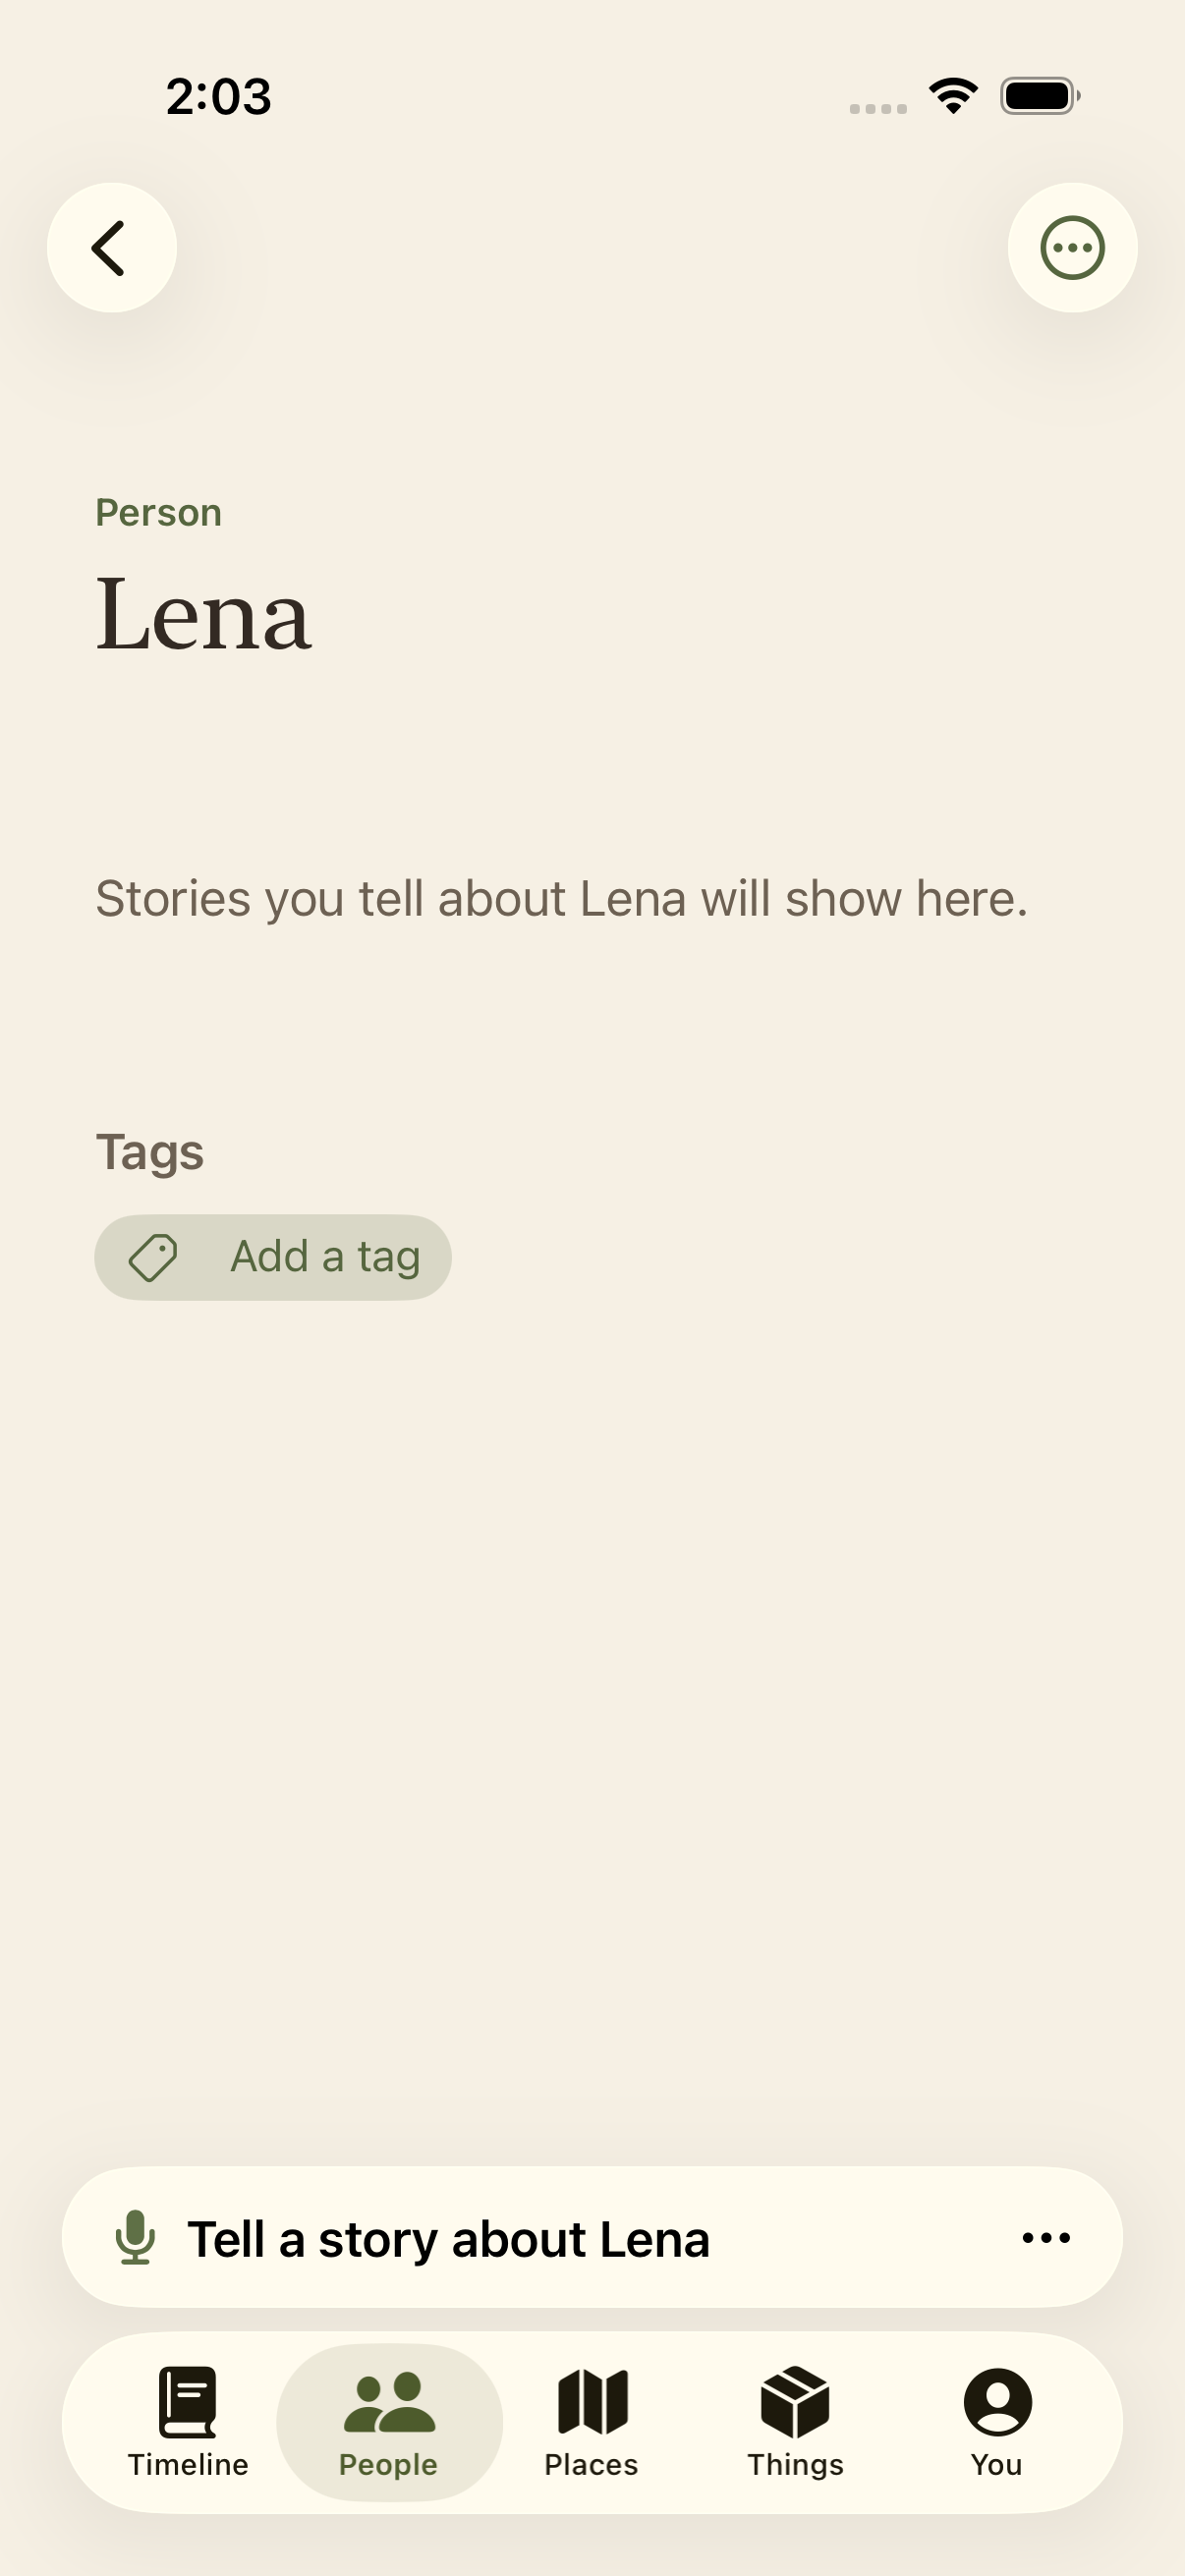 2:03
Person
Lena
Stories you tell about Lena will show here.
Tags
Add a tag
Tell a story about Lena
Timeline
People
Places
Things
You